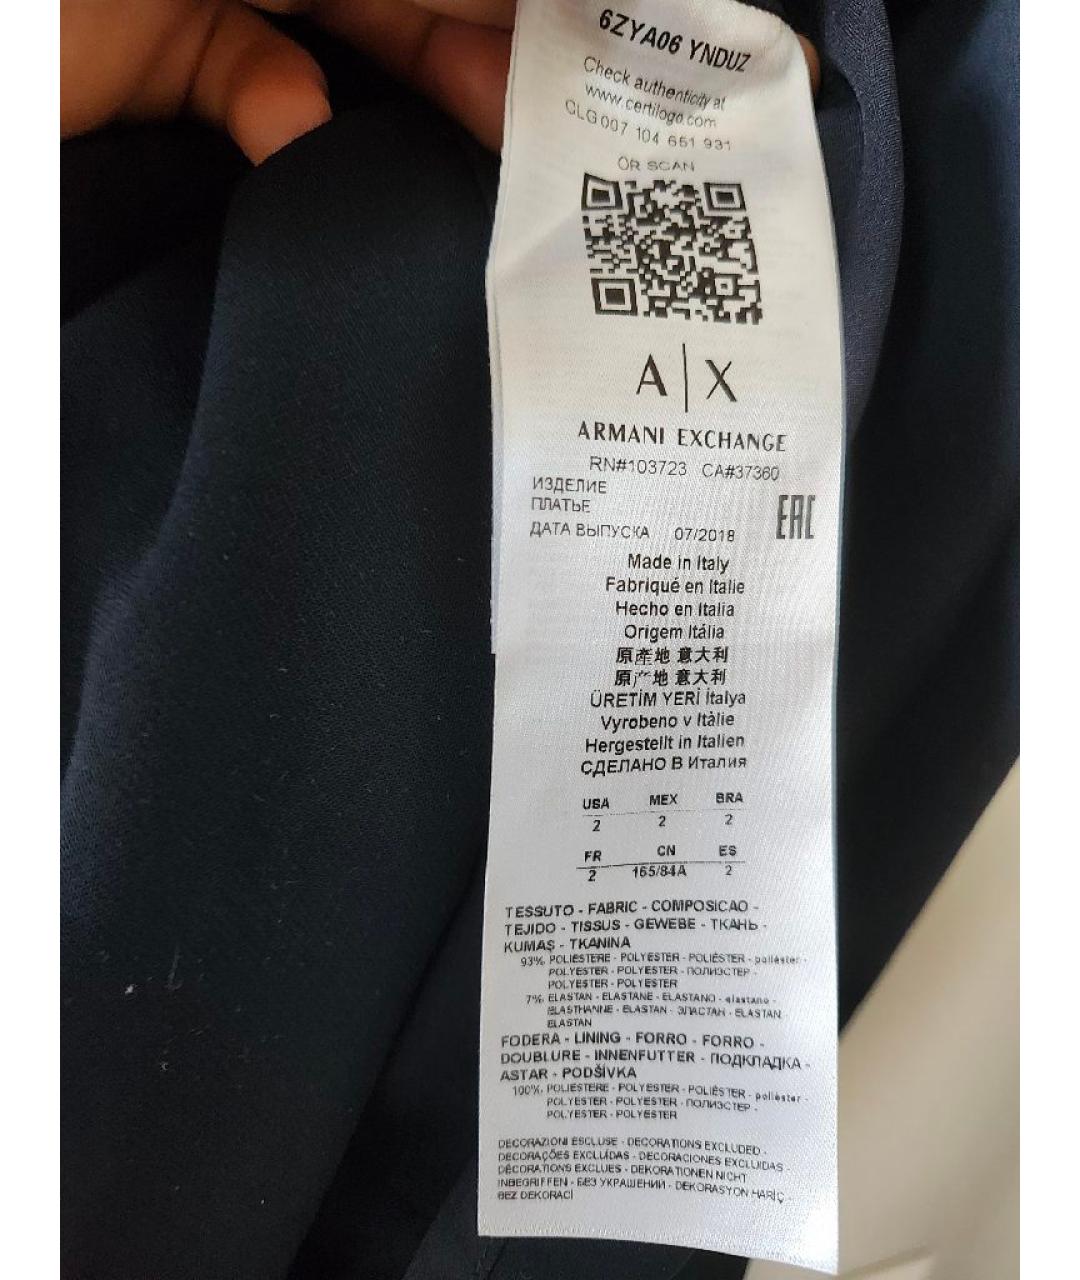 6ZYA06 YNDUZ
Check authenticity at
www.certilogo.com
CLG 007 104 651 931
OR SCAN
A|X
ARMANI EXCHANGE
RN#103723 CA#37360
ИЗДЕЛИЕ
ПЛАТЬЕ
EAC
ДАТА ВЫПУСКА 07/2018
Made in Italy
Fabriqué en Italie
Hecho en Italia
Origem Itália
原產地 意大利
原产地 意大利
ÜRETİM YERİ İtalya
Vyrobeno v Itálie
Hergestellt in Italien
СДЕЛАНО В Италия
USA MEX BRA
2 2 2
FR CN ES
2 165/84A 2
TESSUTO - FABRIC - COMPOSICAO -
TEJIDO - TISSUS - GEWEBE - ТКАНЬ -
KUMAŞ - TKANINA
93% POLIESTERE - POLYESTER - POLIÉSTER - poliéster -
POLYESTER - POLYESTER - ПОЛИЭСТЕР -
POLYESTER - POLYESTER
7% ELASTAN - ELASTANE - ELASTANO - elastano -
ELASTHANNE - ELASTAN - ЭЛАСТАН - ELASTAN
ELASTAN
FODERA - LINING - FORRO - FORRO -
DOUBLURE - INNENFUTTER - ПОДКЛАДКА -
ASTAR - PODŠÍVKA
100% POLIESTERE - POLYESTER - POLIÉSTER - poliéster -
POLYESTER - POLYESTER - ПОЛИЭСТЕР -
POLYESTER - POLYESTER
DECORAZIONI ESCLUSE - DECORATIONS EXCLUDED -
DECORAÇÕES EXCLUÍDAS - DECORACIONES EXCLUIDAS -
DÉCORATIONS EXCLUES - DEKORATIONEN NICHT
INBEGRIFFEN - БЕЗ УКРАШЕНИИ - DEKORASYON HARİÇ -
BEZ DEKORACÍ